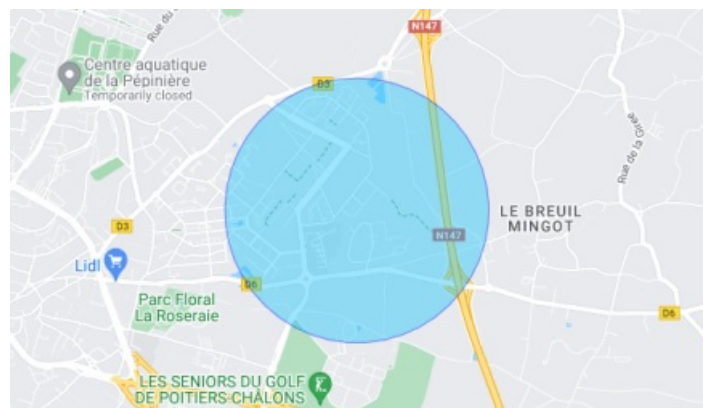 Rue du
N147
Centre aquatique
de la Pépinière
Temporarily closed
D3
Rue de la Girée
D3
LE BREUIL
MINGOT
N147
Lidl
D6
Parc Floral
La Roseraie
D6
LES SENIORS DU GOLF
DE POITIERS-CHÂLONS